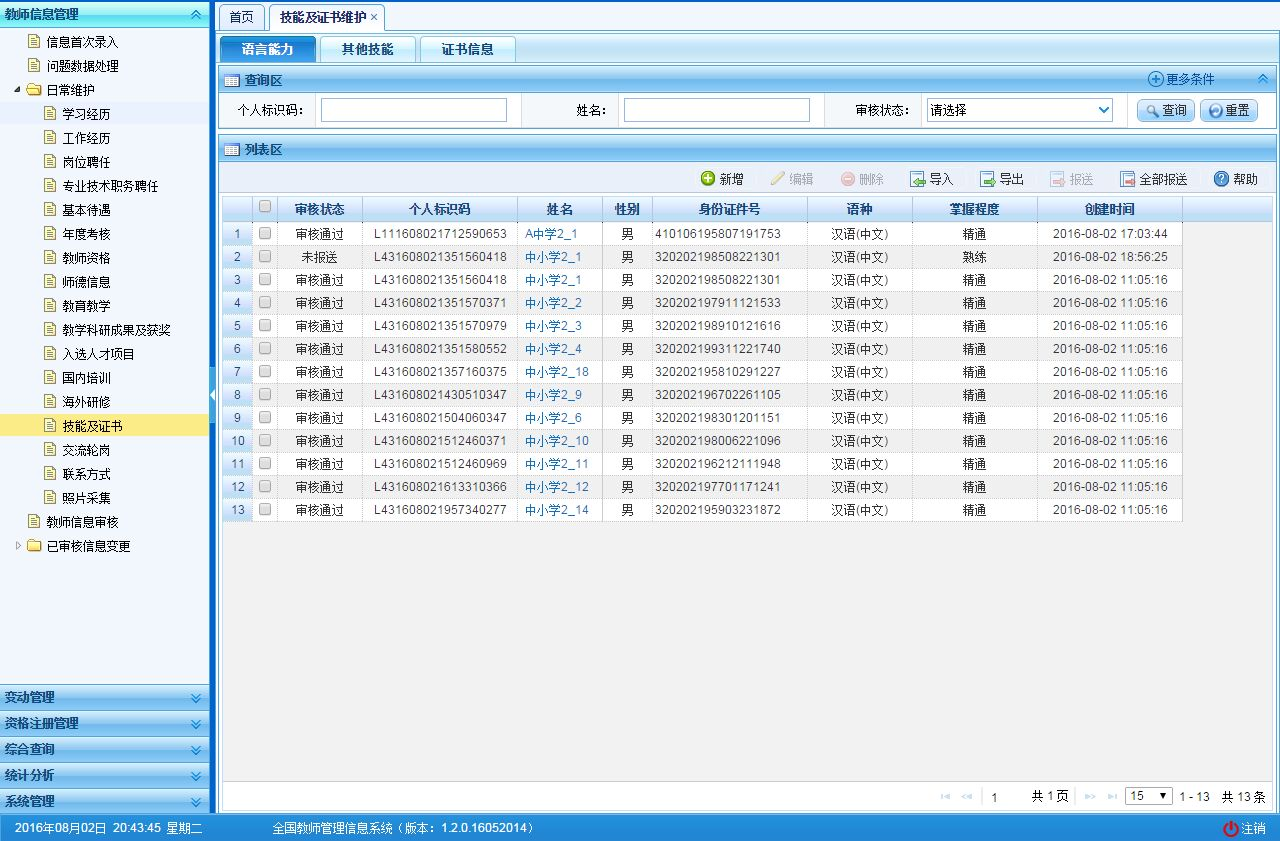 教师信息管理
信息首次录入
问题数据处理
日常维护
学习经历
工作经历
岗位聘任
专业技术职务聘任
基本待遇
年度考核
教师资格
师德信息
教育教学
教学科研成果及获奖
入选人才项目
国内培训
海外研修
技能及证书
交流轮岗
联系方式
照片采集
教师信息审核
已审核信息变更
变动管理
资格注册管理
综合查询
统计分析
系统管理
首页 技能及证书维护 ×
语言能力 其他技能 证书信息
查询区 更多条件
个人标识码： 姓名： 审核状态： 请选择 查询 重置
列表区
新增 编辑 删除 导入 导出 报送 全部报送 帮助
审核状态 个人标识码 姓名 性别 身份证件号 语种 掌握程度 创建时间
1 审核通过 L111608021712590653 A中学2_1 男 410106195807191753 汉语(中文) 精通 2016-08-02 17:03:44
2 未报送 L431608021351560418 中小学2_1 男 320202198508221301 汉语(中文) 熟练 2016-08-02 18:56:25
3 审核通过 L431608021351560418 中小学2_1 男 320202198508221301 汉语(中文) 精通 2016-08-02 11:05:16
4 审核通过 L431608021351570371 中小学2_2 男 320202197911121533 汉语(中文) 精通 2016-08-02 11:05:16
5 审核通过 L431608021351570979 中小学2_3 男 320202198910121616 汉语(中文) 精通 2016-08-02 11:05:16
6 审核通过 L431608021351580552 中小学2_4 男 320202199311221740 汉语(中文) 精通 2016-08-02 11:05:16
7 审核通过 L431608021357160375 中小学2_18 男 320202195810291227 汉语(中文) 精通 2016-08-02 11:05:16
8 审核通过 L431608021430510347 中小学2_9 男 320202196702221105 汉语(中文) 精通 2016-08-02 11:05:16
9 审核通过 L431608021504060347 中小学2_6 男 320202198301201151 汉语(中文) 精通 2016-08-02 11:05:16
10 审核通过 L431608021512460371 中小学2_10 男 320202198006221096 汉语(中文) 精通 2016-08-02 11:05:16
11 审核通过 L431608021512460969 中小学2_11 男 320202196212111948 汉语(中文) 精通 2016-08-02 11:05:16
12 审核通过 L431608021613310366 中小学2_12 男 320202197701171241 汉语(中文) 精通 2016-08-02 11:05:16
13 审核通过 L431608021957340277 中小学2_14 男 320202195903231872 汉语(中文) 精通 2016-08-02 11:05:16
1 共 1 页 15 1 - 13 共 13 条
2016年08月02日 20:43:45 星期二 全国教师管理信息系统（版本：1.2.0.16052014） 注销